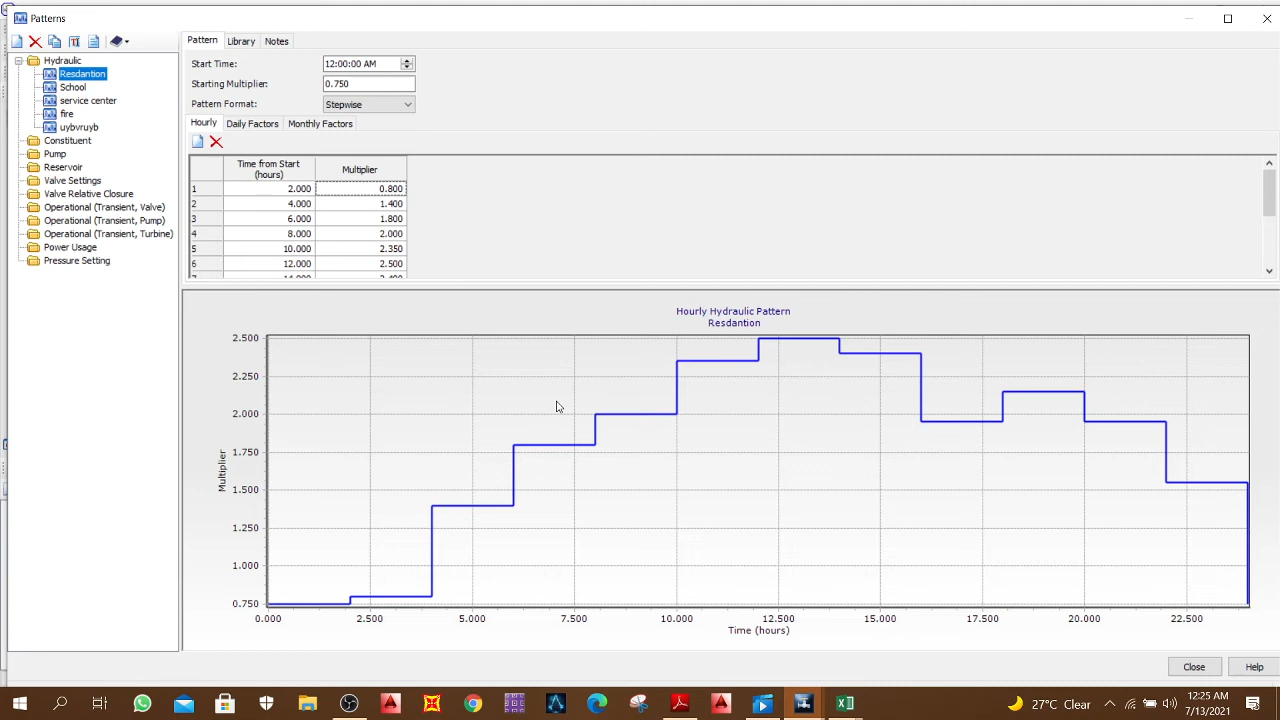 Patterns
Pattern
Library
Notes
Hydraulic
Resdantion
School
service center
fire
uybvruyb
Constituent
Pump
Reservoir
Valve Settings
Valve Relative Closure
Operational (Transient, Valve)
Operational (Transient, Pump)
Operational (Transient, Turbine)
Power Usage
Pressure Setting
Start Time: 12:00:00 AM
Starting Multiplier: 0.750
Pattern Format: Stepwise
Hourly Daily Factors Monthly Factors
Time from Start (hours) Multiplier
1 2.000 0.800
2 4.000 1.400
3 6.000 1.800
4 8.000 2.000
5 10.000 2.350
6 12.000 2.500
7 14.000 2.400
Hourly Hydraulic Pattern
Resdantion
2.500
2.250
2.000
1.750
1.500
1.250
1.000
0.750
Multiplier
0.000 2.500 5.000 7.500 10.000 12.500 15.000 17.500 20.000 22.500
Time (hours)
Close Help
27°C Clear
12:25 AM
7/13/2021